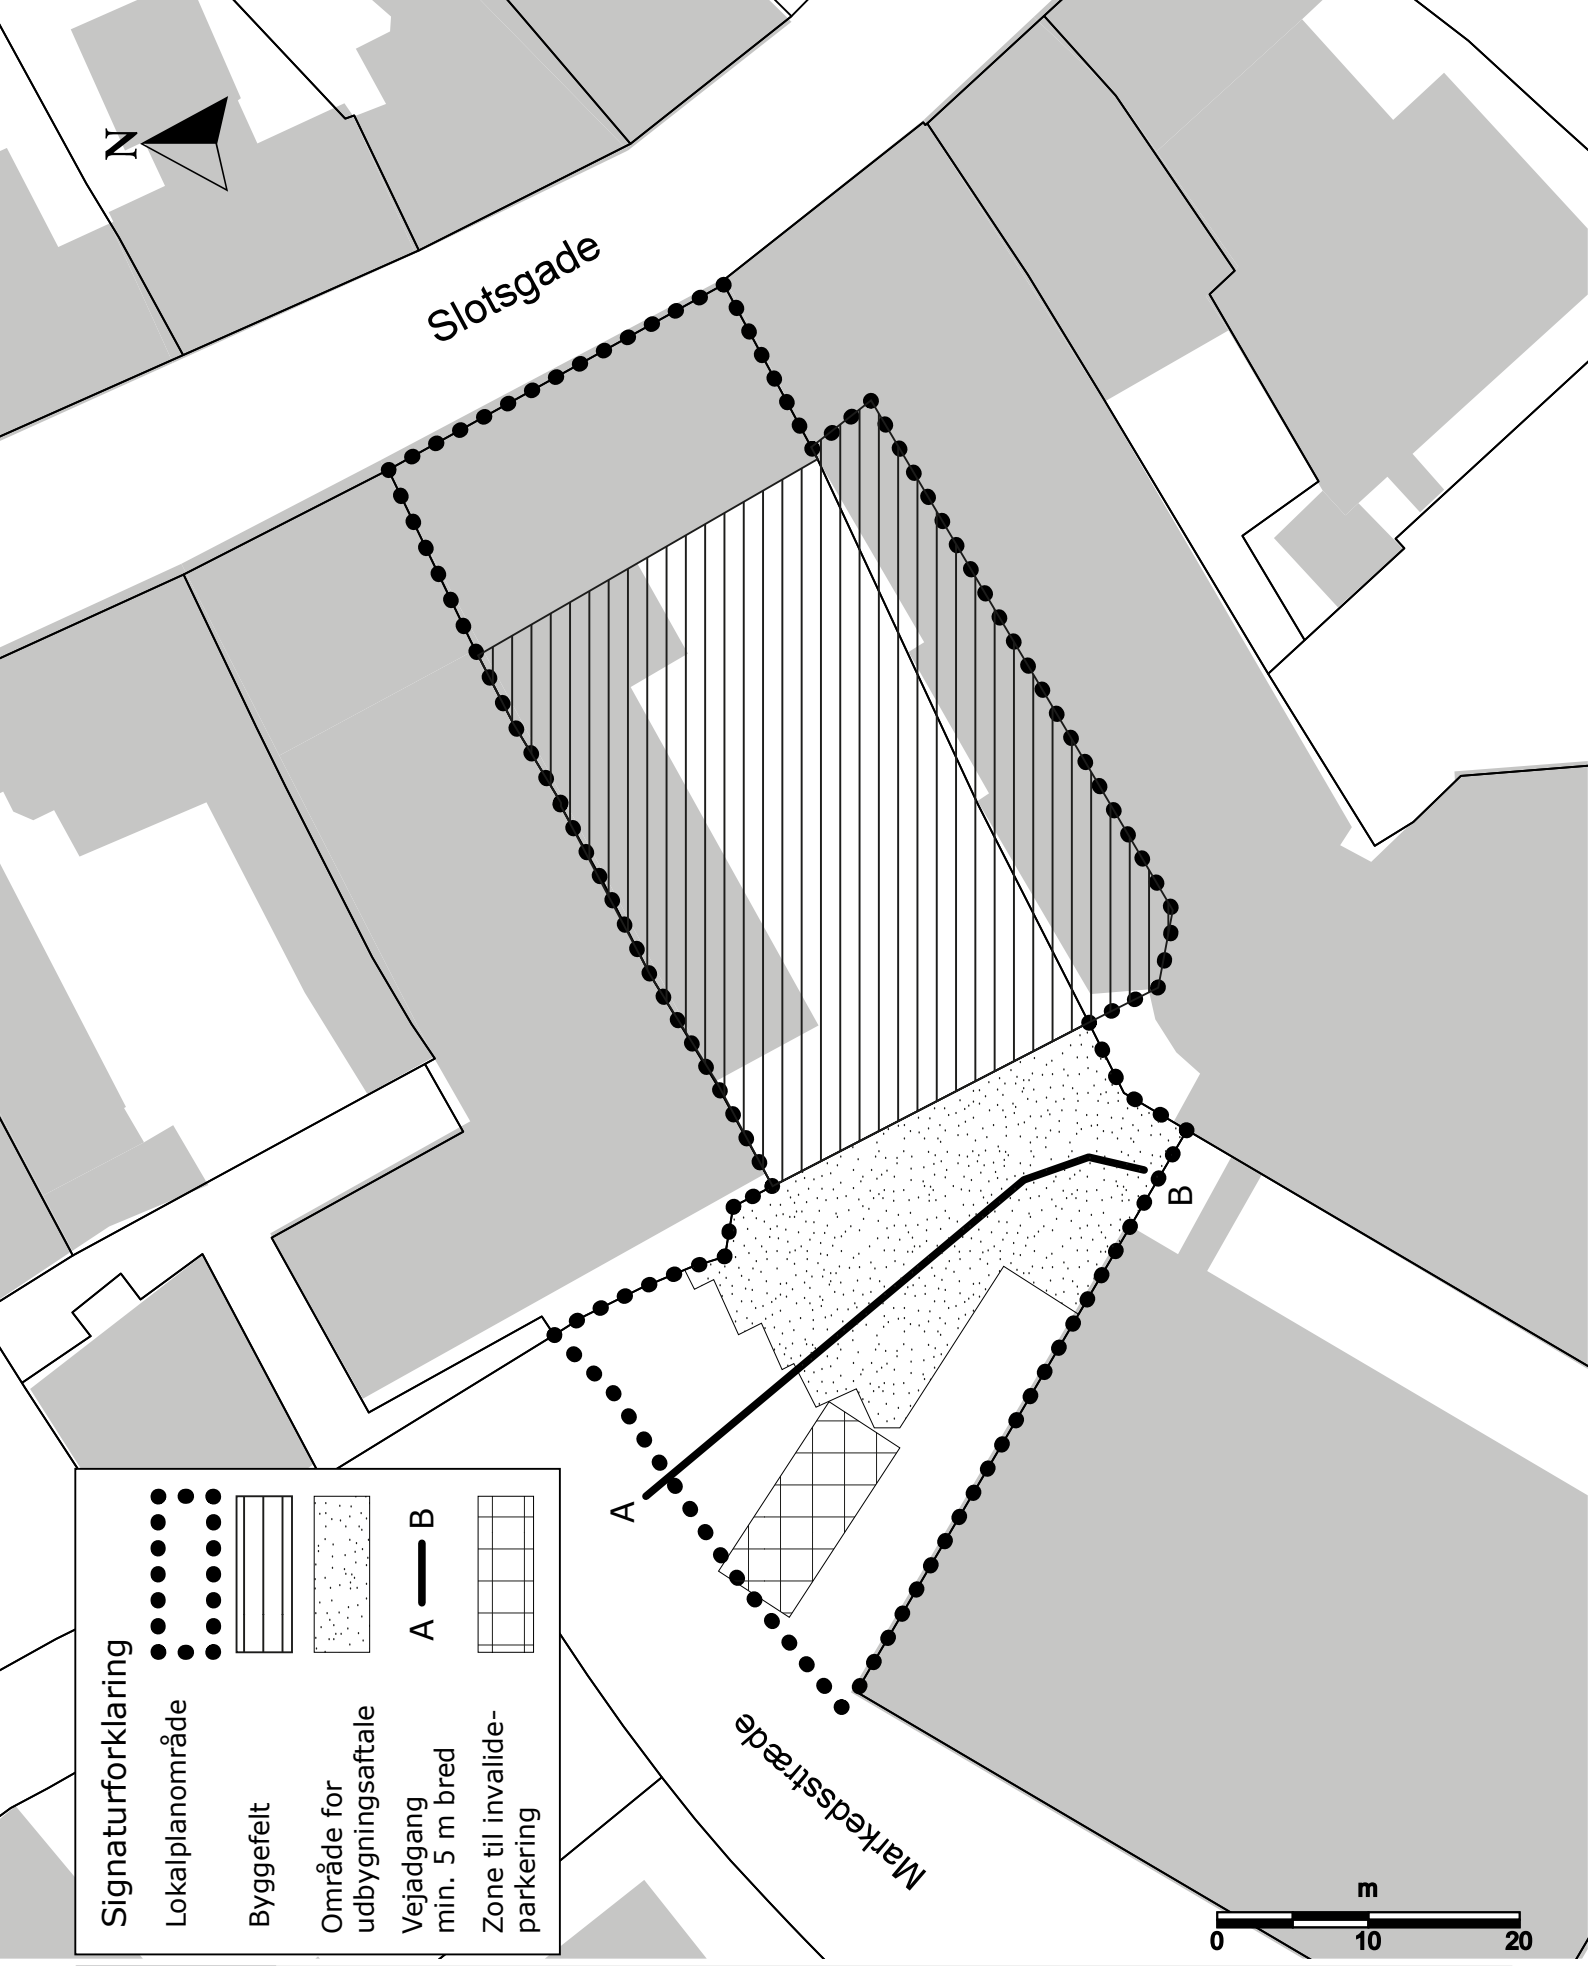 N
Slotsgade
A
B
Markedsstræde
Signaturforklaring
Lokalplanområde
Byggefelt
Område for
udbygningsaftale
Vejadgang
min. 5 m bred
A B
Zone til invalide-
parkering
m
0 10 20